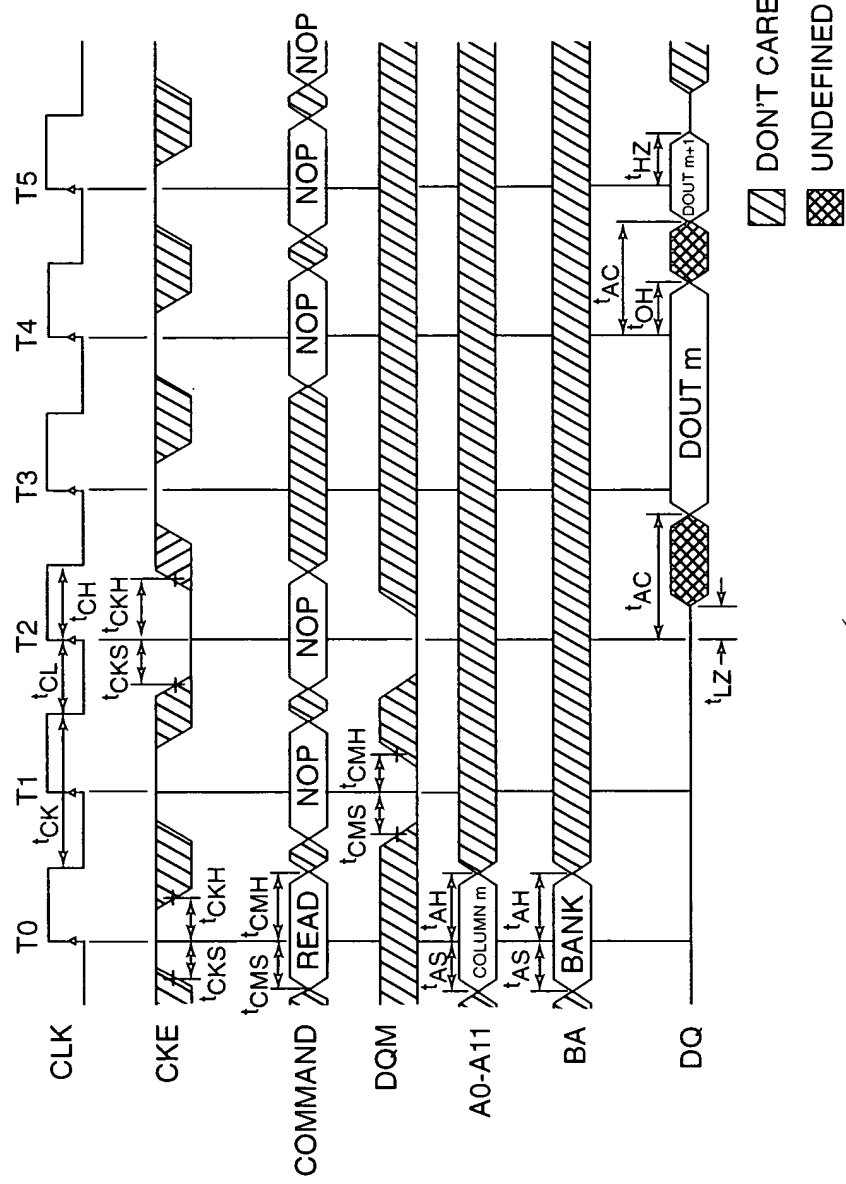 T0 T1 T2 T3 T4 T5
CLK
tCK tCL tCH
CKE
tCKS tCKH tCKS tCKH
tCMS tCMH
COMMAND READ NOP NOP NOP NOP NOP
tCMS tCMH
DQM
tAS tAH
A0-A11 COLUMN m
tAS tAH
BA BANK
tAC tOH tAC tHZ
DQ DOUT m DOUT m+1
tLZ
DON'T CARE
UNDEFINED